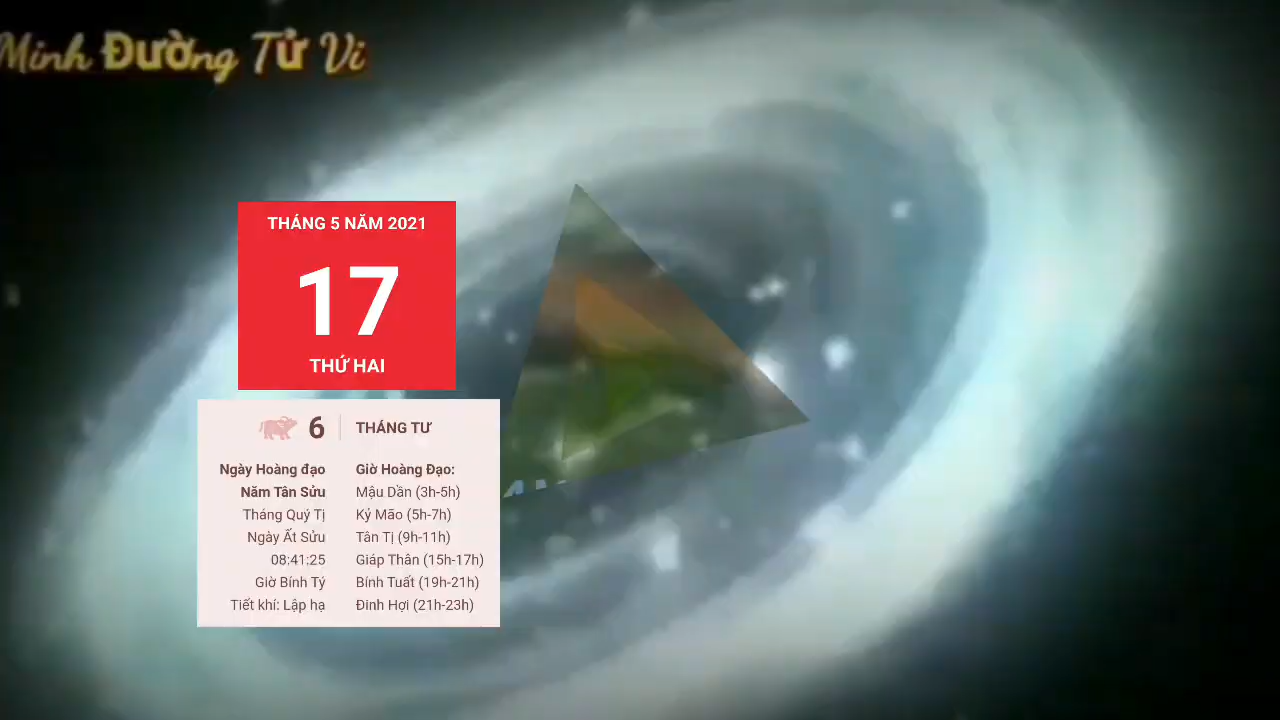 Minh Đường Tử Vi
THÁNG 5 NĂM 2021
17
THỨ HAI
6 THÁNG TƯ
Ngày Hoàng đạo
Năm Tân Sửu
Tháng Quý Tị
Ngày Ất Sửu
08:41:25
Giờ Bính Tý
Tiết khí: Lập hạ
Giờ Hoàng Đạo:
Mậu Dần (3h-5h)
Kỷ Mão (5h-7h)
Tân Tị (9h-11h)
Giáp Thân (15h-17h)
Bính Tuất (19h-21h)
Đinh Hợi (21h-23h)